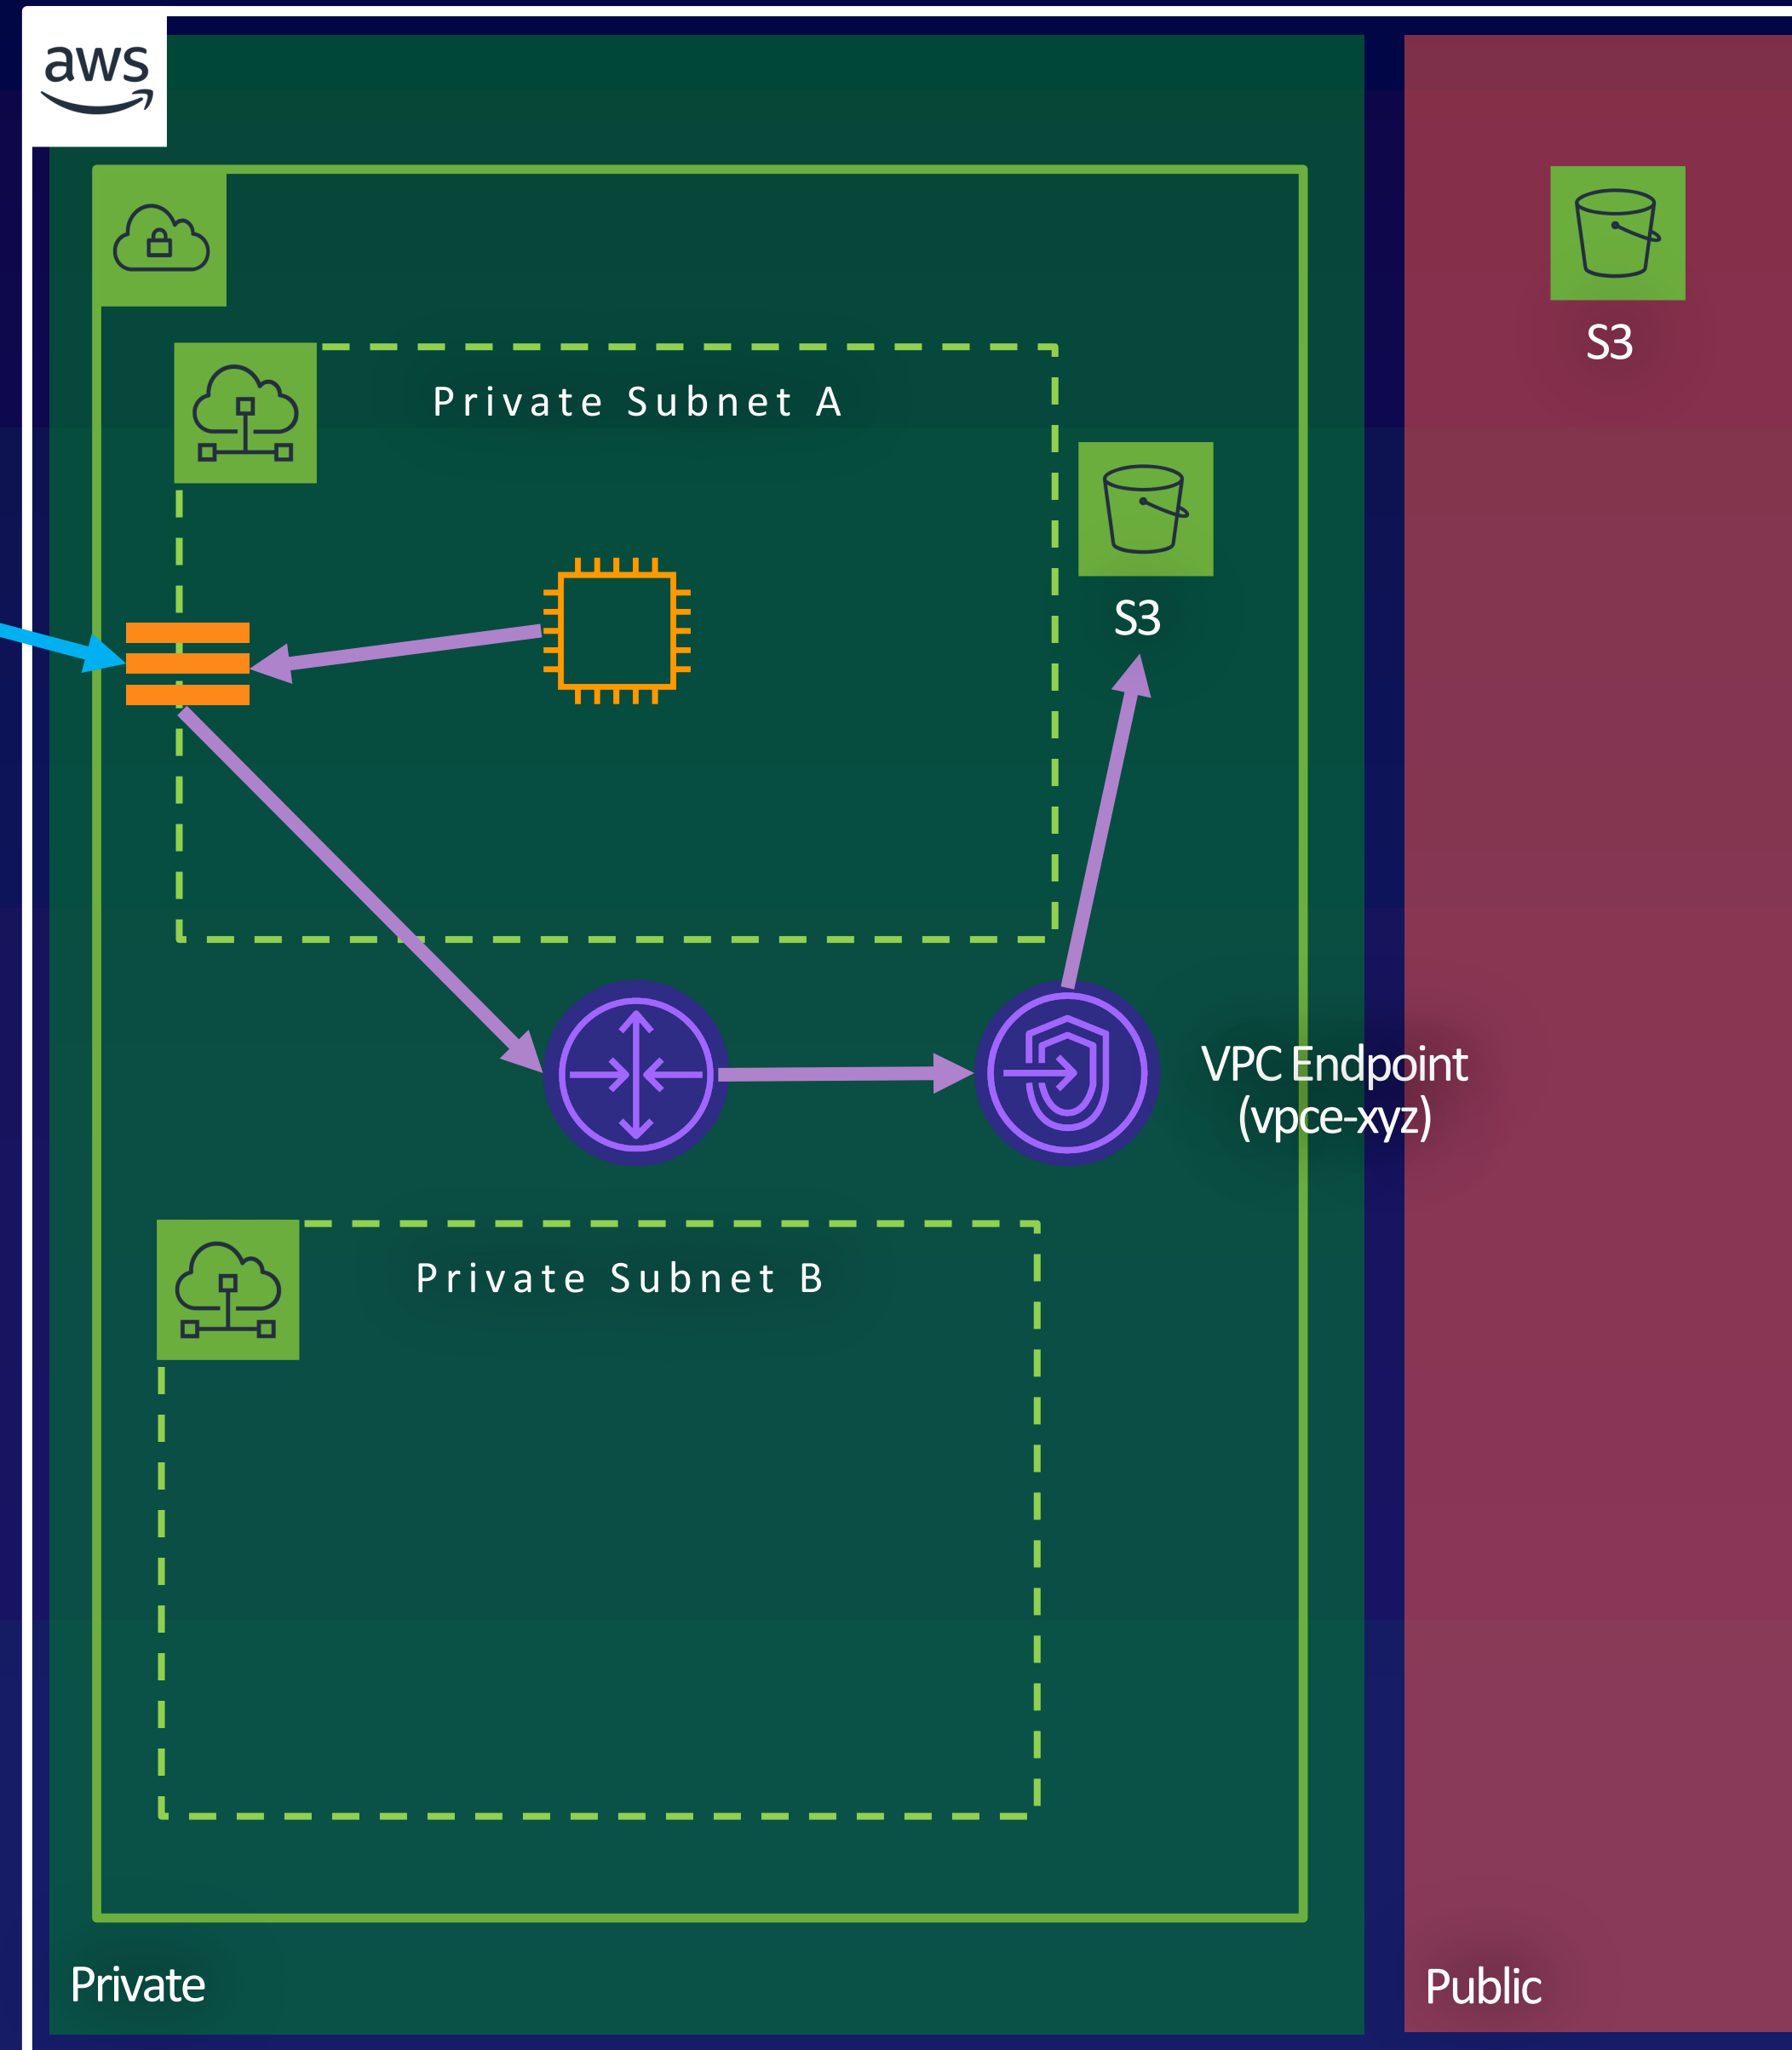 aws
S3
Private Subnet A
S3
VPC Endpoint
(vpce-xyz)
Private Subnet B
Private
Public